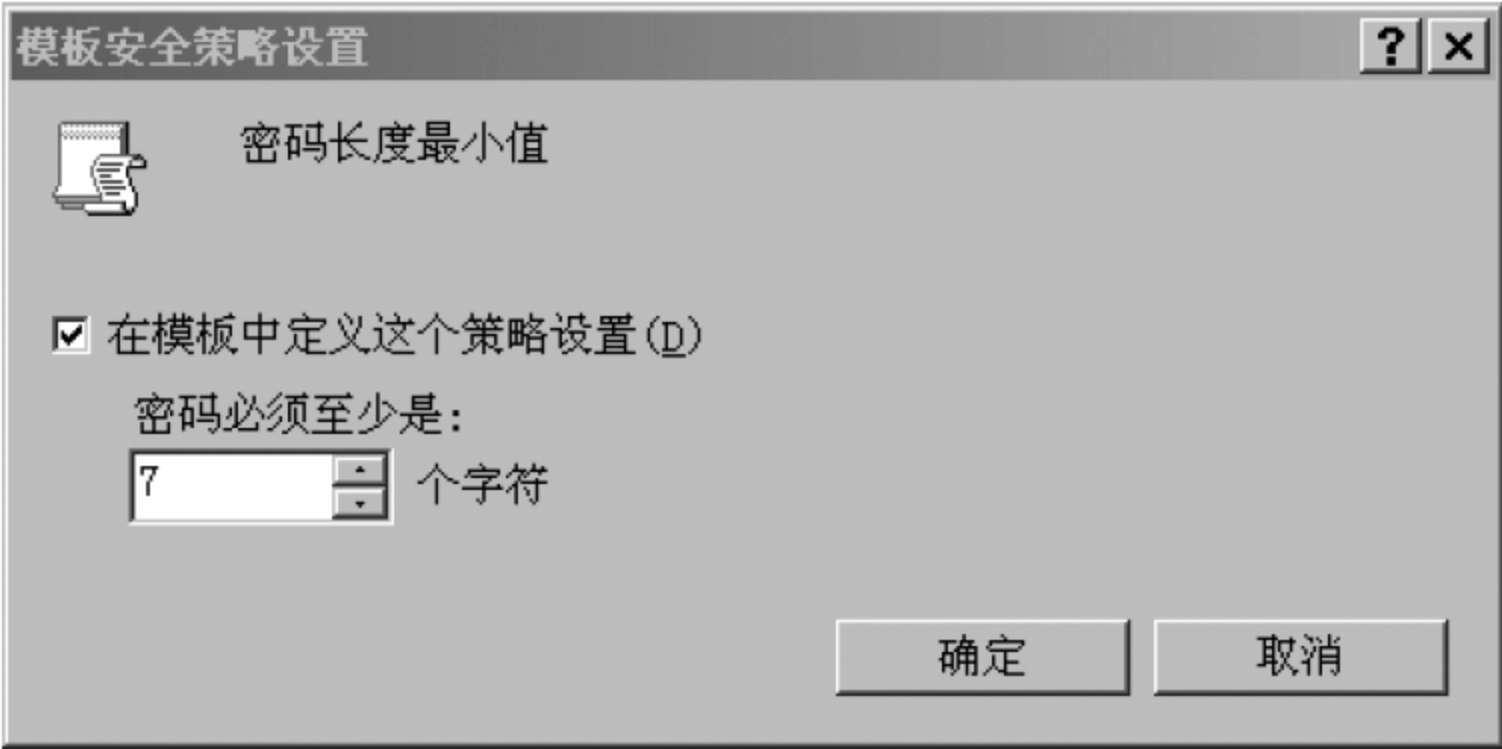 模板安全策略设置
密码长度最小值
在模板中定义这个策略设置(D)
密码必须至少是:
7 个字符
确定 取消